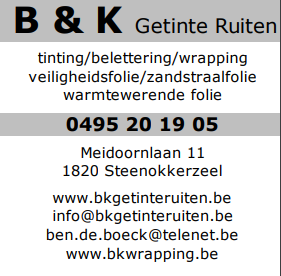 B & K Getinte Ruiten
tinting/belettering/wrapping
veiligheidsfolie/zandstraalfolie
warmtewerende folie
0495 20 19 05
Meidoornlaan 11
1820 Steenokkerzeel
www.bkgetinteruiten.be
info@bkgetinteruiten.be
ben.de.boeck@telenet.be
www.bkwrapping.be